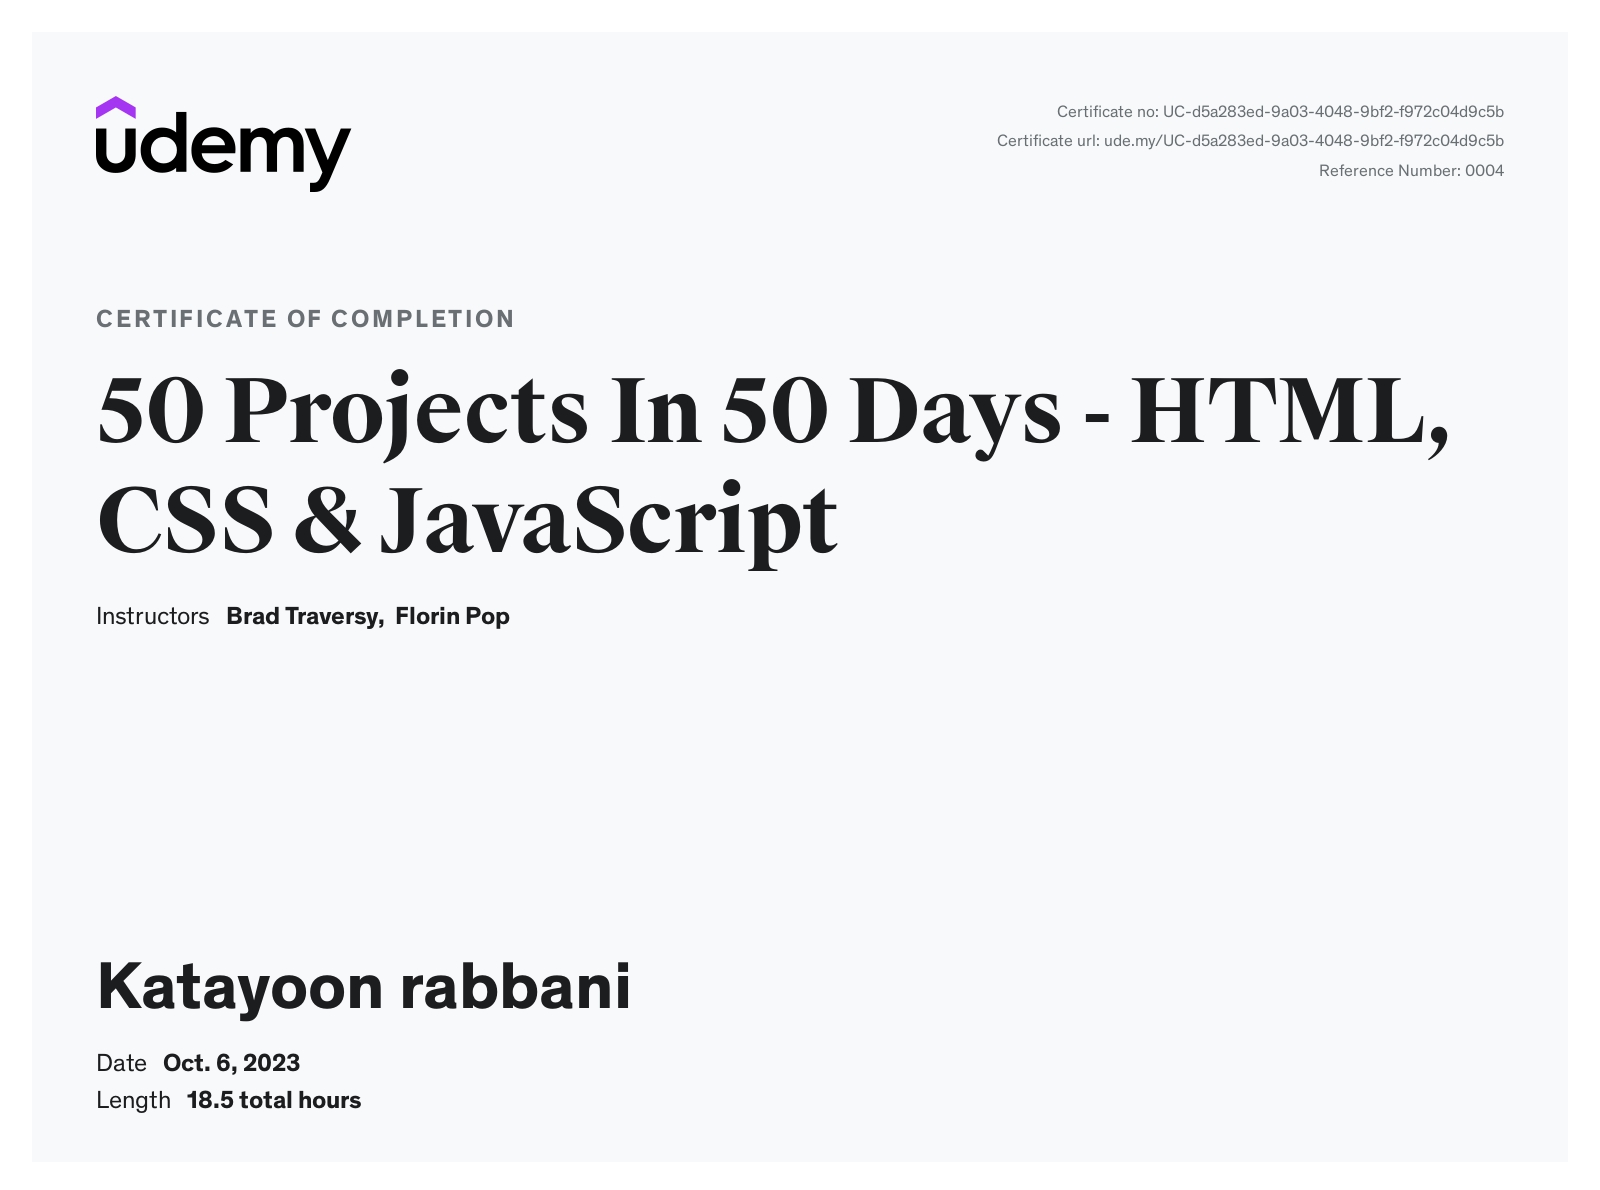 udemy
Certificate no: UC-d5a283ed-9a03-4048-9bf2-f972c04d9c5b
Certificate url: ude.my/UC-d5a283ed-9a03-4048-9bf2-f972c04d9c5b
Reference Number: 0004
CERTIFICATE OF COMPLETION
50 Projects In 50 Days - HTML,
CSS & JavaScript
Instructors Brad Traversy, Florin Pop
Katayoon rabbani
Date Oct. 6, 2023
Length 18.5 total hours